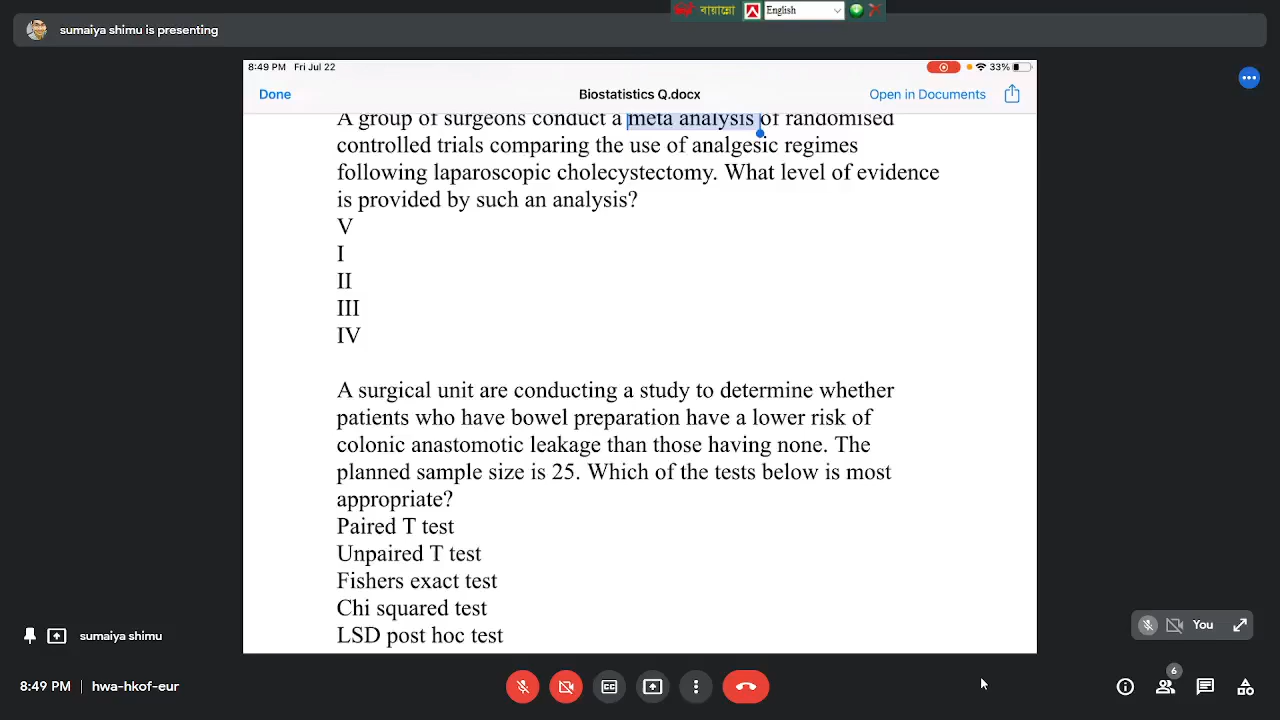 বায়ান্নো
English
sumaiya shimu is presenting
8:49 PM Fri Jul 22
33%
Done
Biostatistics Q.docx
Open in Documents
A group of surgeons conduct a meta analysis of randomised
controlled trials comparing the use of analgesic regimes
following laparoscopic cholecystectomy. What level of evidence
is provided by such an analysis?
V
I
II
III
IV
A surgical unit are conducting a study to determine whether
patients who have bowel preparation have a lower risk of
colonic anastomotic leakage than those having none. The
planned sample size is 25. Which of the tests below is most
appropriate?
Paired T test
Unpaired T test
Fishers exact test
Chi squared test
LSD post hoc test
sumaiya shimu
You
8:49 PM | hwa-hkof-eur
6